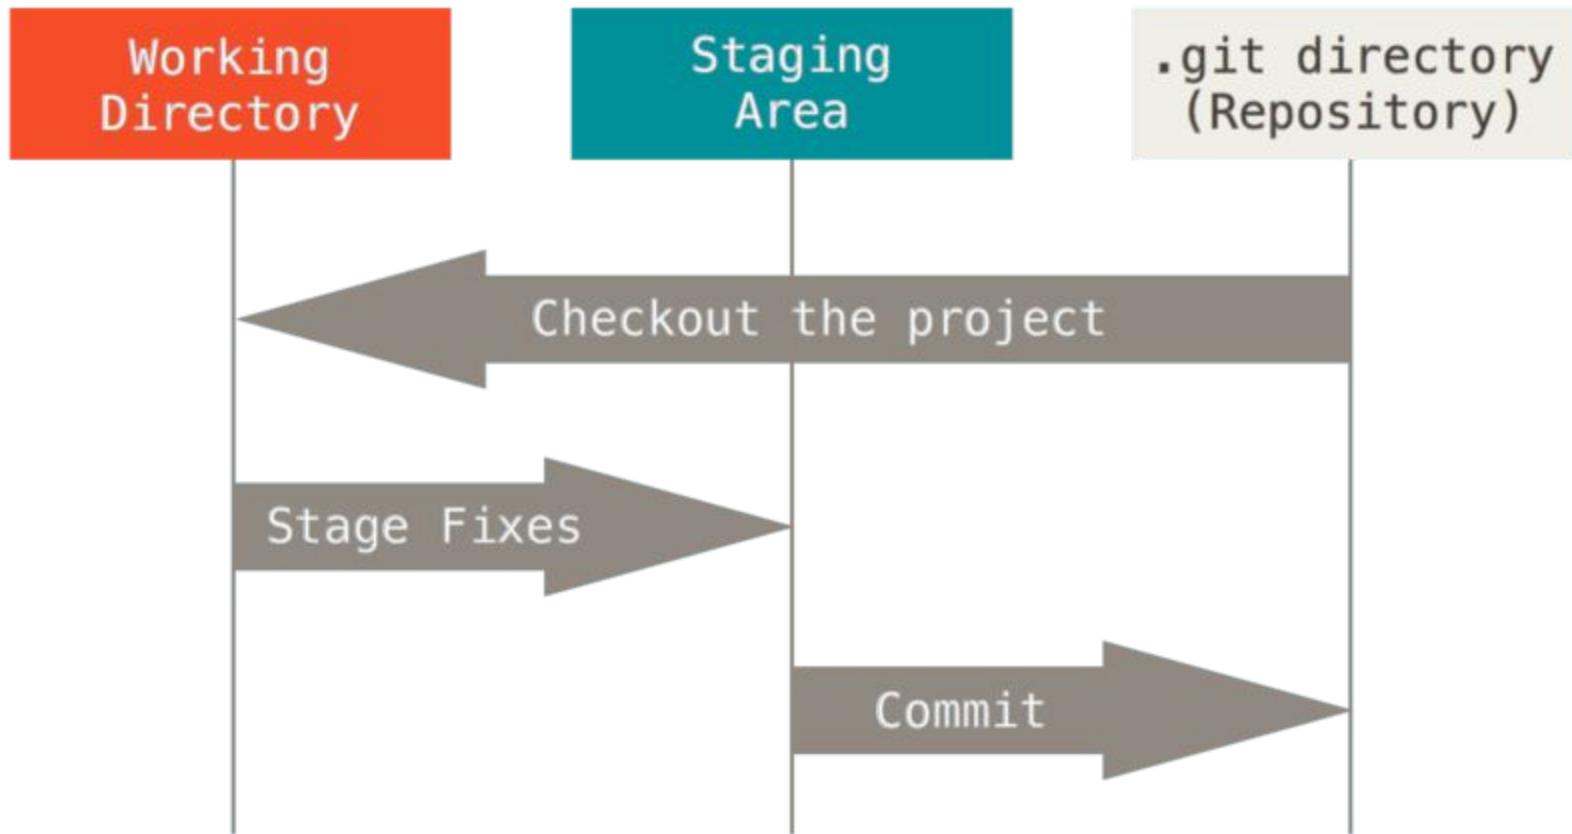 Working
Directory
Staging
Area
.git directory
(Repository)
Checkout the project
Stage Fixes
Commit